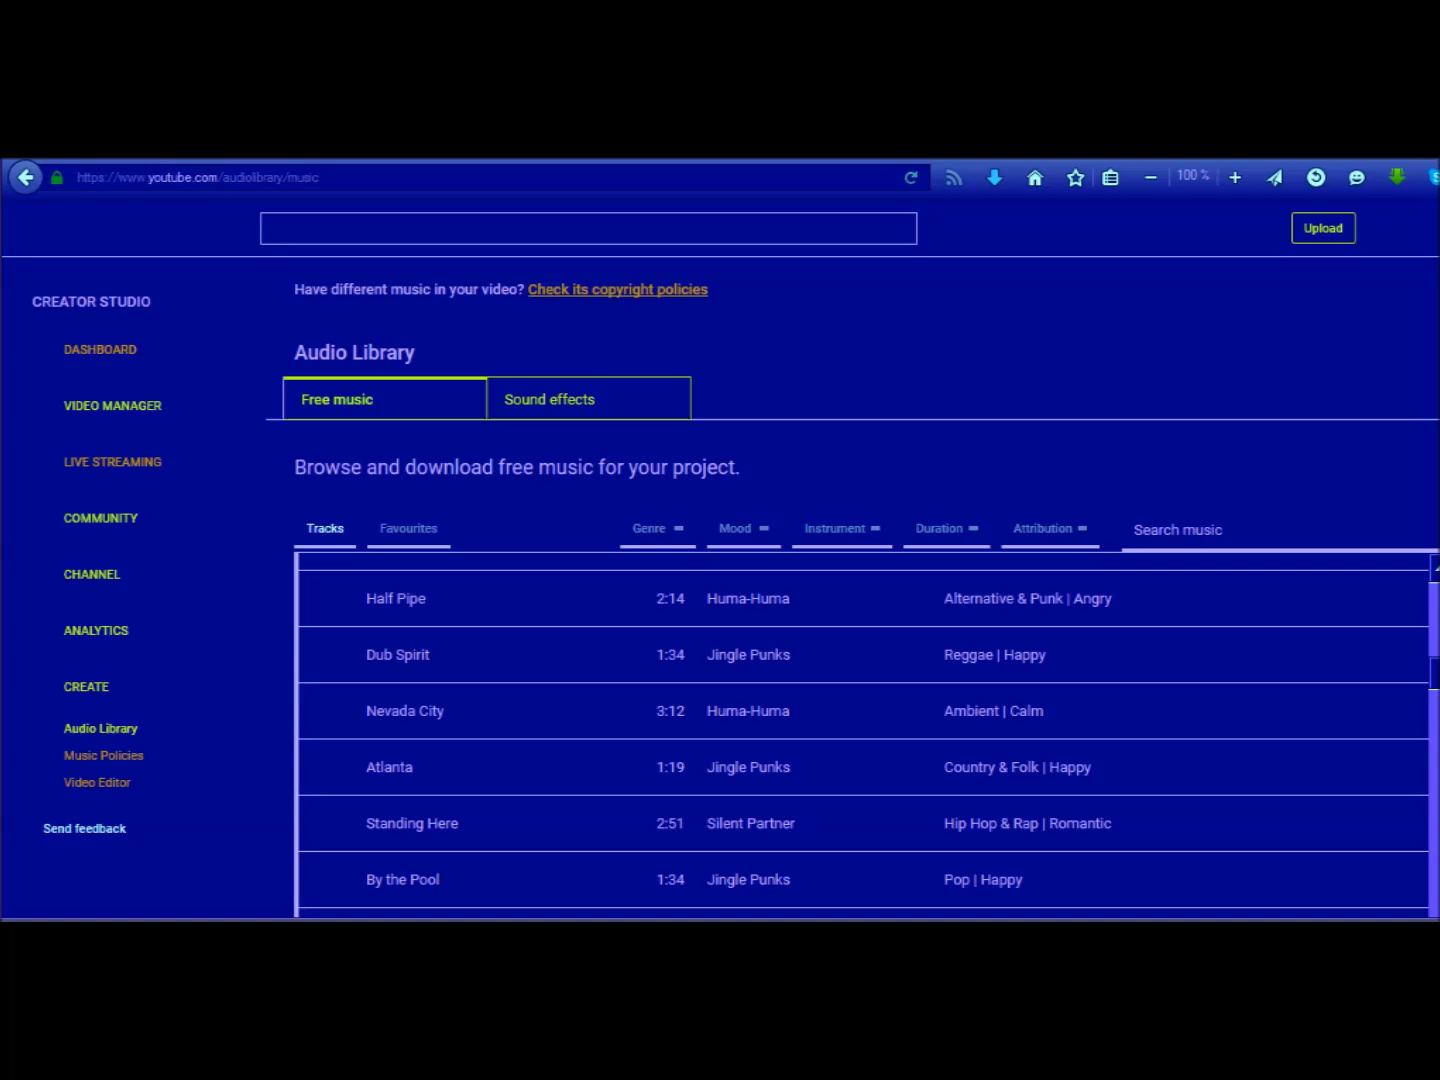 https://www.youtube.com/audiolibrary/music
100 %
Upload
Have different music in your video? Check its copyright policies
CREATOR STUDIO
DASHBOARD
VIDEO MANAGER
LIVE STREAMING
COMMUNITY
CHANNEL
ANALYTICS
CREATE
Audio Library
Music Policies
Video Editor
Send feedback
Audio Library
Free music Sound effects
Browse and download free music for your project.
Tracks Favourites Genre Mood Instrument Duration Attribution Search music
Half Pipe 2:14 Huma-Huma Alternative & Punk | Angry
Dub Spirit 1:34 Jingle Punks Reggae | Happy
Nevada City 3:12 Huma-Huma Ambient | Calm
Atlanta 1:19 Jingle Punks Country & Folk | Happy
Standing Here 2:51 Silent Partner Hip Hop & Rap | Romantic
By the Pool 1:34 Jingle Punks Pop | Happy